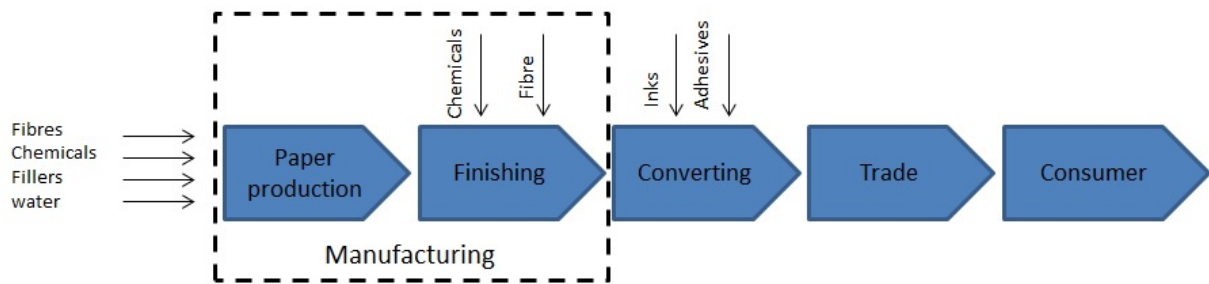 Fibres
Chemicals
Fillers
water
Paper
production
Chemicals
Fibre
Finishing
Manufacturing
Inks
Adhesives
Converting
Trade
Consumer